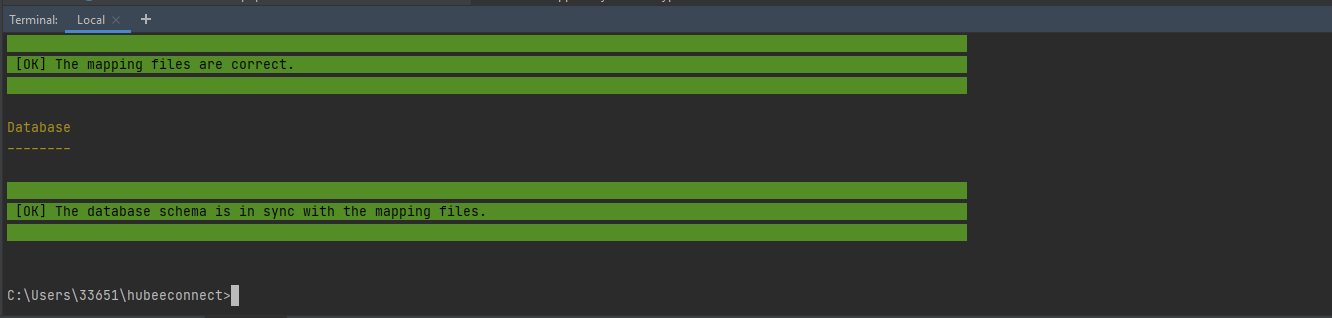 Terminal: Local × +
[OK] The mapping files are correct.
Database
--------
[OK] The database schema is in sync with the mapping files.
C:\Users\33651\hubeeconnect>